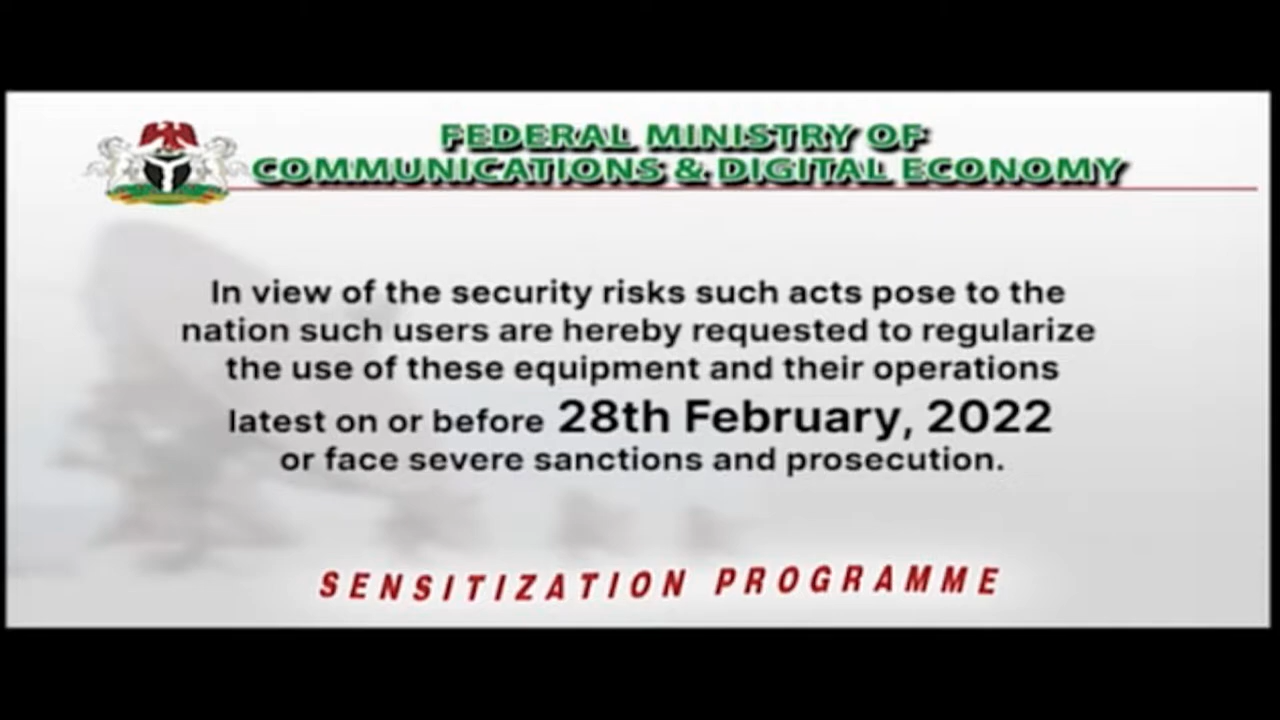 FEDERAL MINISTRY OF
COMMUNICATIONS & DIGITAL ECONOMY
In view of the security risks such acts pose to the
nation such users are hereby requested to regularize
the use of these equipment and their operations
latest on or before 28th February, 2022
or face severe sanctions and prosecution.
SENSITIZATION PROGRAMME